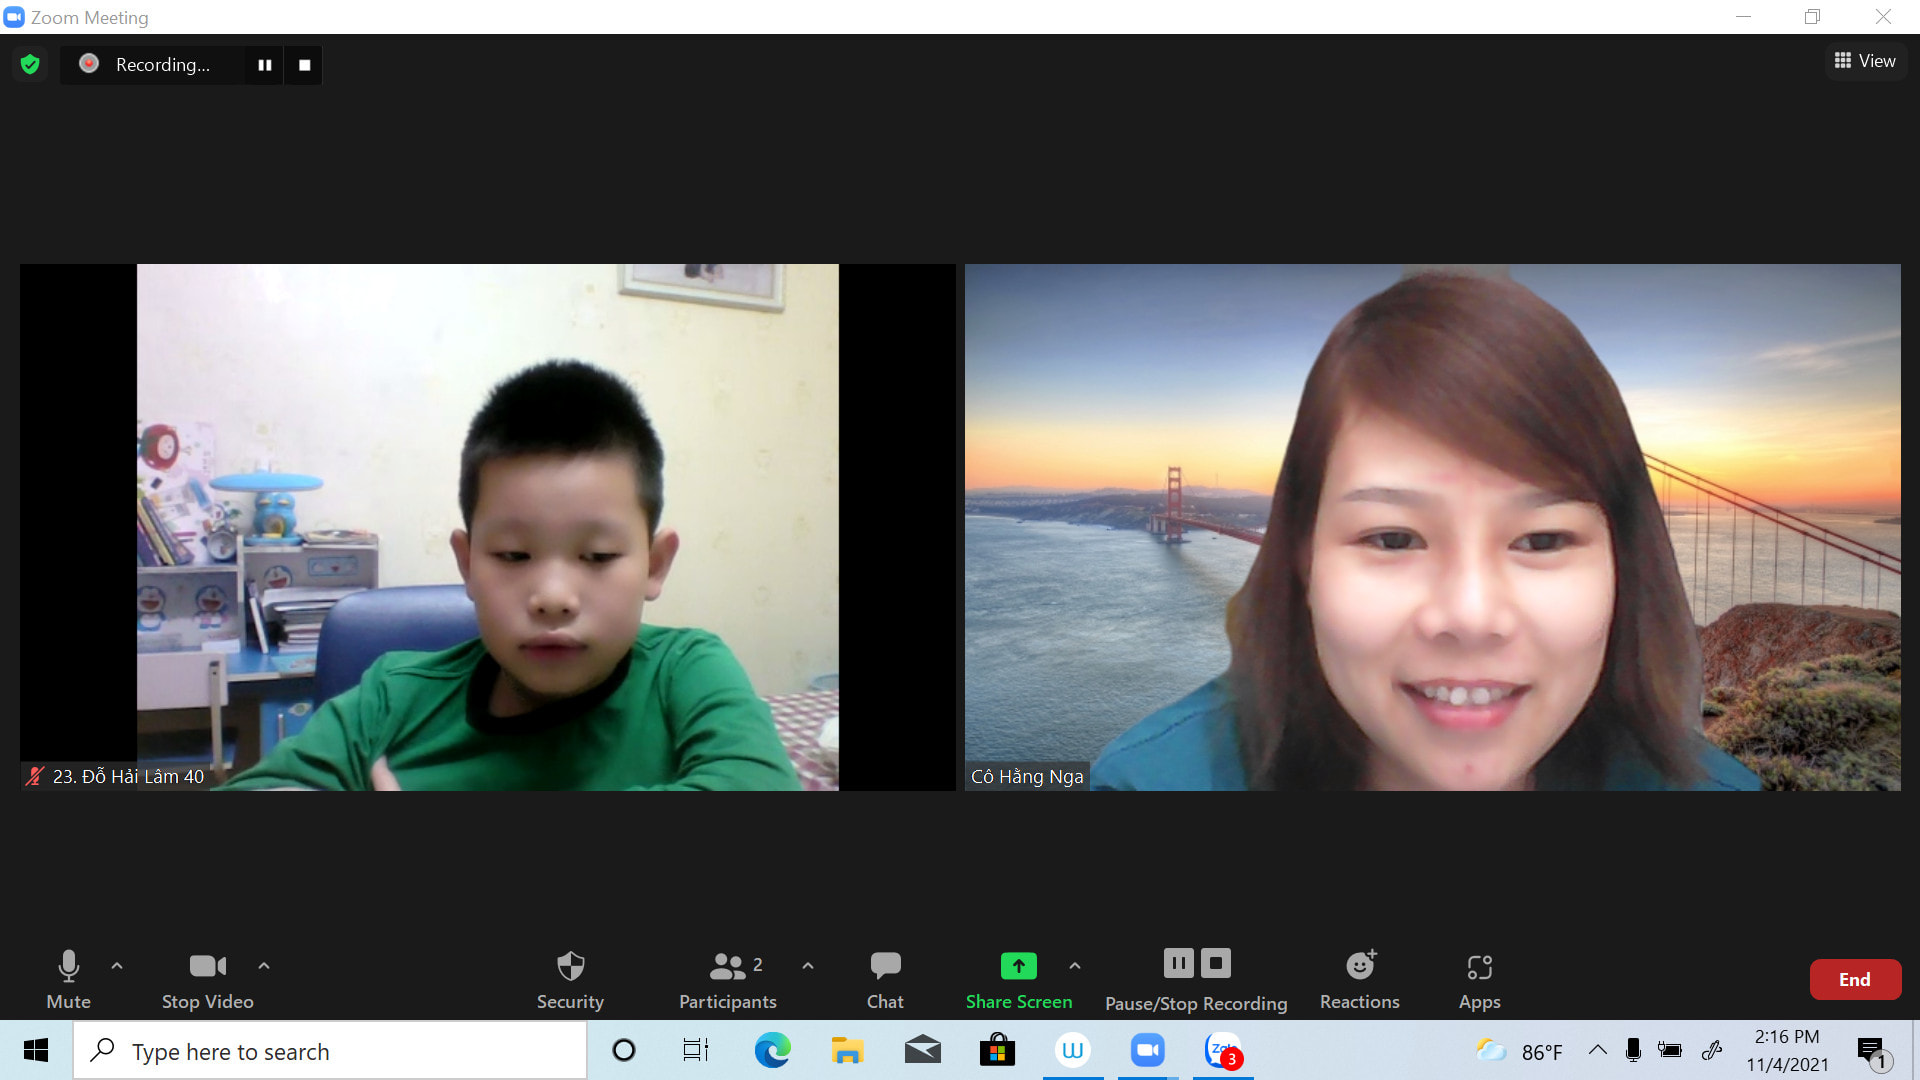 Zoom Meeting
Recording...
View
23. Đỗ Hải Lâm 40
Cô Hằng Nga
Mute
Stop Video
Security
Participants
2
Chat
Share Screen
Pause/Stop Recording
Reactions
Apps
End
Type here to search
W
Zalo
3
86°F
2:16 PM
11/4/2021
1